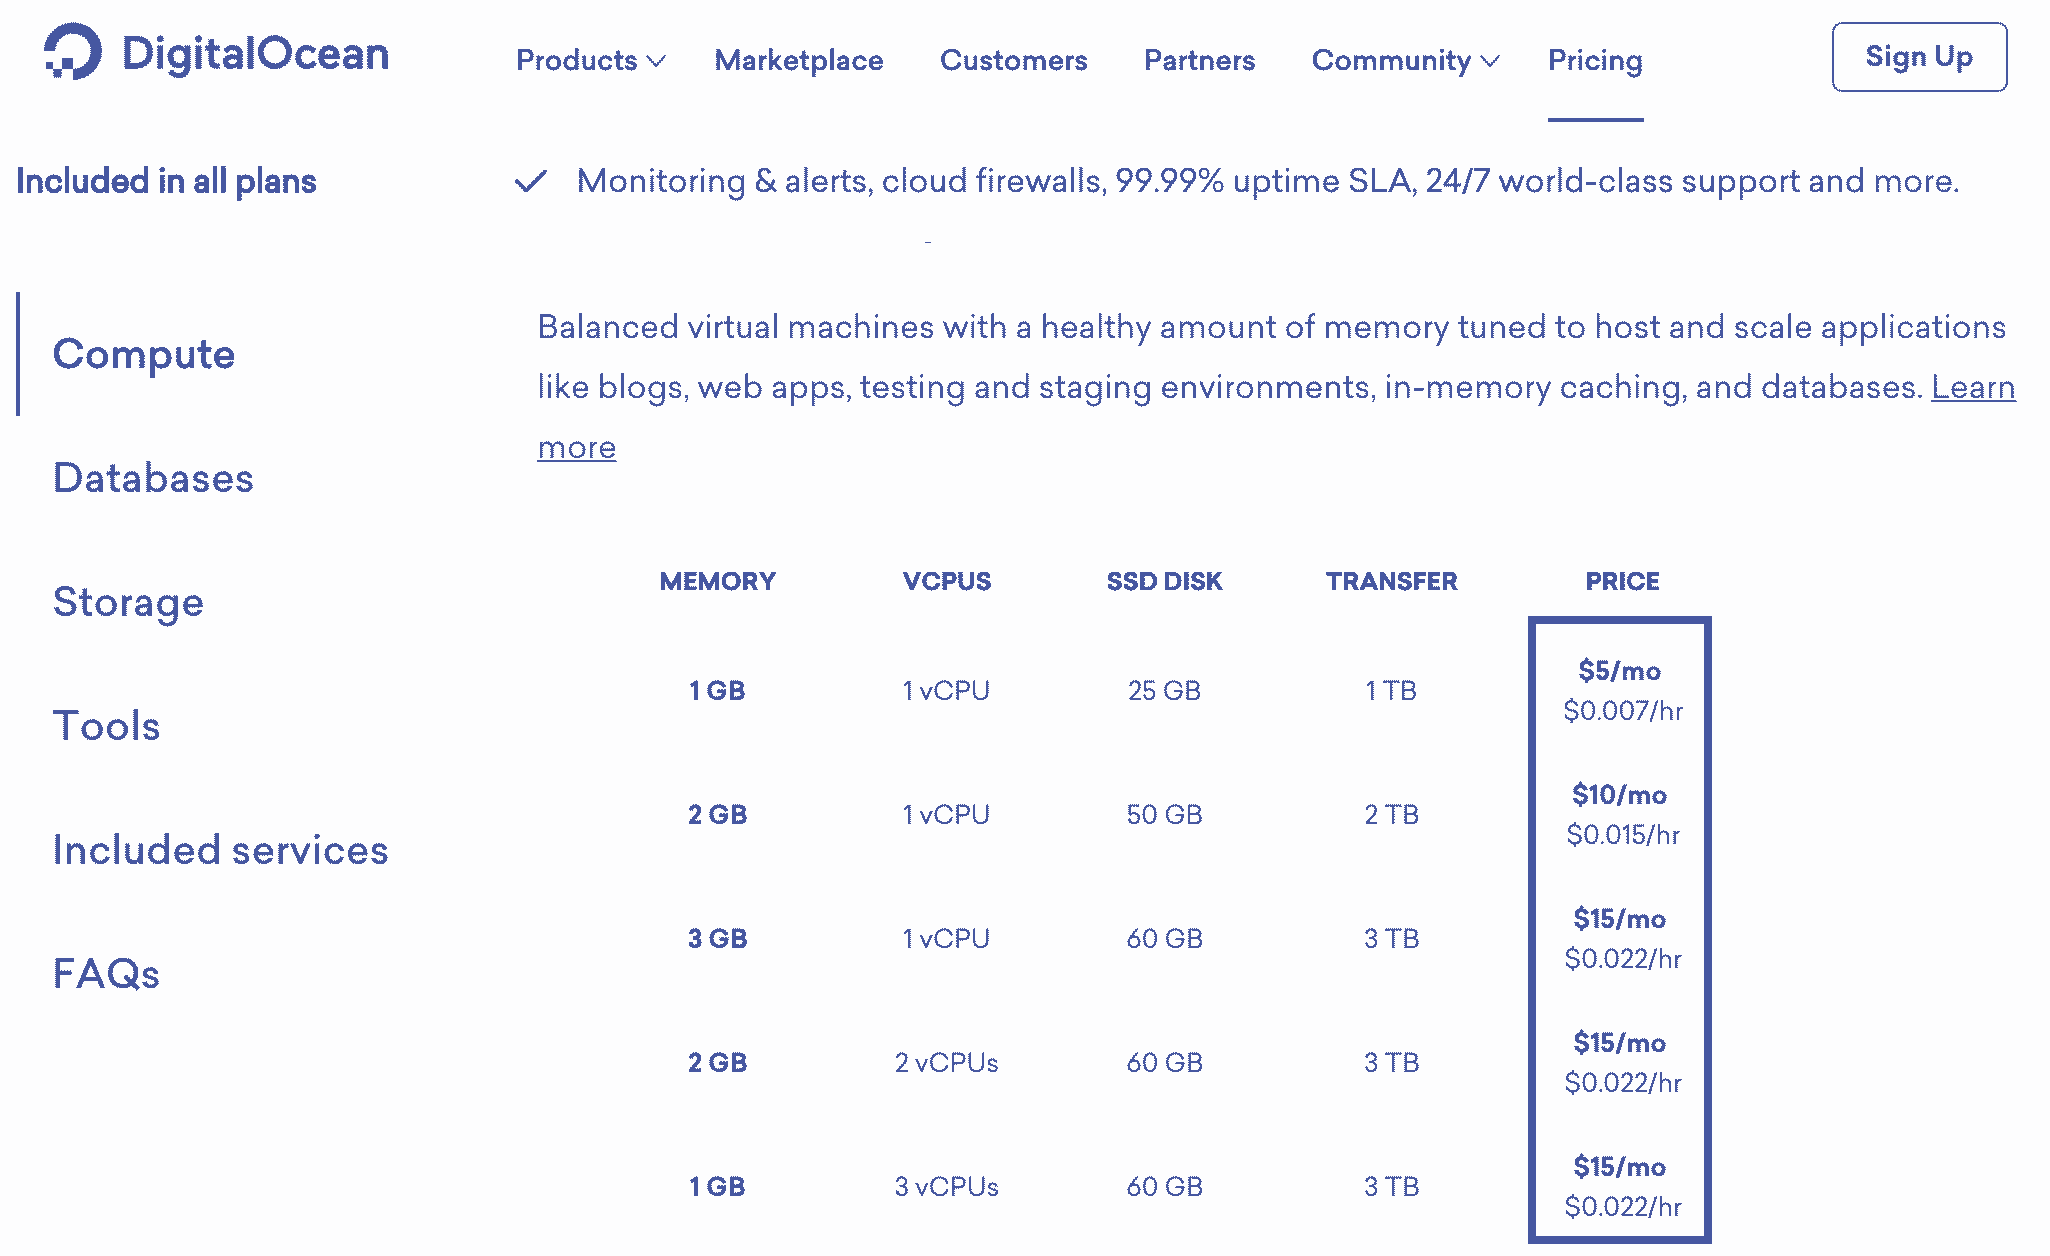 DigitalOcean
Products Marketplace Customers Partners Community Pricing Sign Up
Included in all plans Monitoring & alerts, cloud firewalls, 99.99% uptime SLA, 24/7 world-class support and more.
Compute
Databases
Storage
Tools
Included services
FAQs
Balanced virtual machines with a healthy amount of memory tuned to host and scale applications
like blogs, web apps, testing and staging environments, in-memory caching, and databases. Learn
more
MEMORY VCPUS SSD DISK TRANSFER PRICE
1 GB 1 vCPU 25 GB 1 TB $5/mo
$0.007/hr
2 GB 1 vCPU 50 GB 2 TB $10/mo
$0.015/hr
3 GB 1 vCPU 60 GB 3 TB $15/mo
$0.022/hr
2 GB 2 vCPUs 60 GB 3 TB $15/mo
$0.022/hr
1 GB 3 vCPUs 60 GB 3 TB $15/mo
$0.022/hr